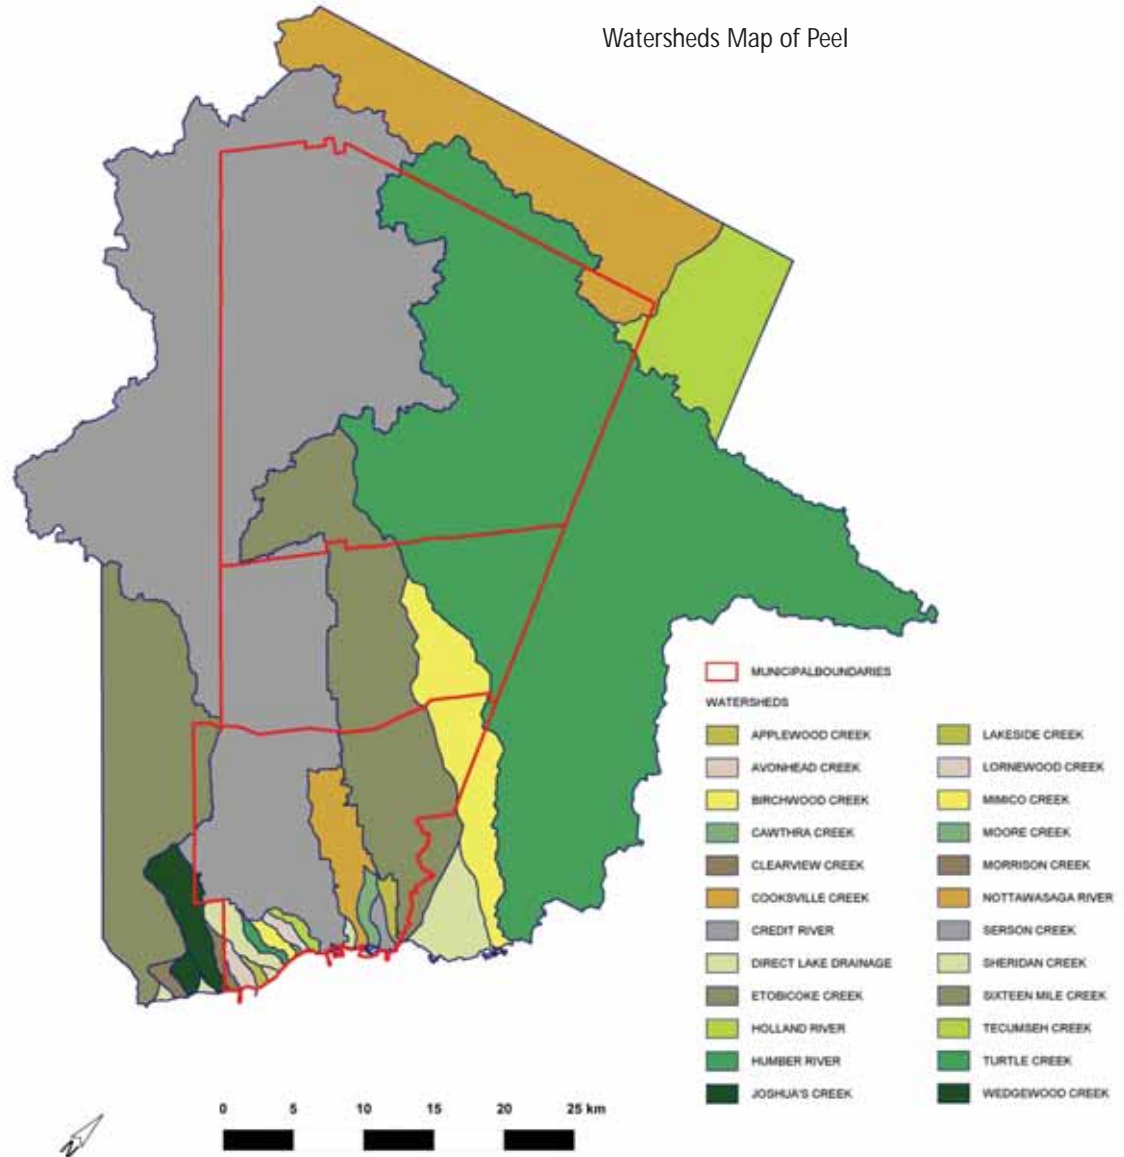 Watersheds Map of Peel
MUNICIPALBOUNDARIES
WATERSHEDS
APPLEWOOD CREEK
AVONHEAD CREEK
BIRCHWOOD CREEK
CAWTHRA CREEK
CLEARVIEW CREEK
COOKSVILLE CREEK
CREDIT RIVER
DIRECT LAKE DRAINAGE
ETOBICOKE CREEK
HOLLAND RIVER
HUMBER RIVER
JOSHUA'S CREEK
LAKESIDE CREEK
LORNEWOOD CREEK
MIMICO CREEK
MOORE CREEK
MORRISON CREEK
NOTTAWASAGA RIVER
SERSON CREEK
SHERIDAN CREEK
SIXTEEN MILE CREEK
TECUMSEH CREEK
TURTLE CREEK
WEDGEWOOD CREEK
0 5 10 15 20 25 km
N